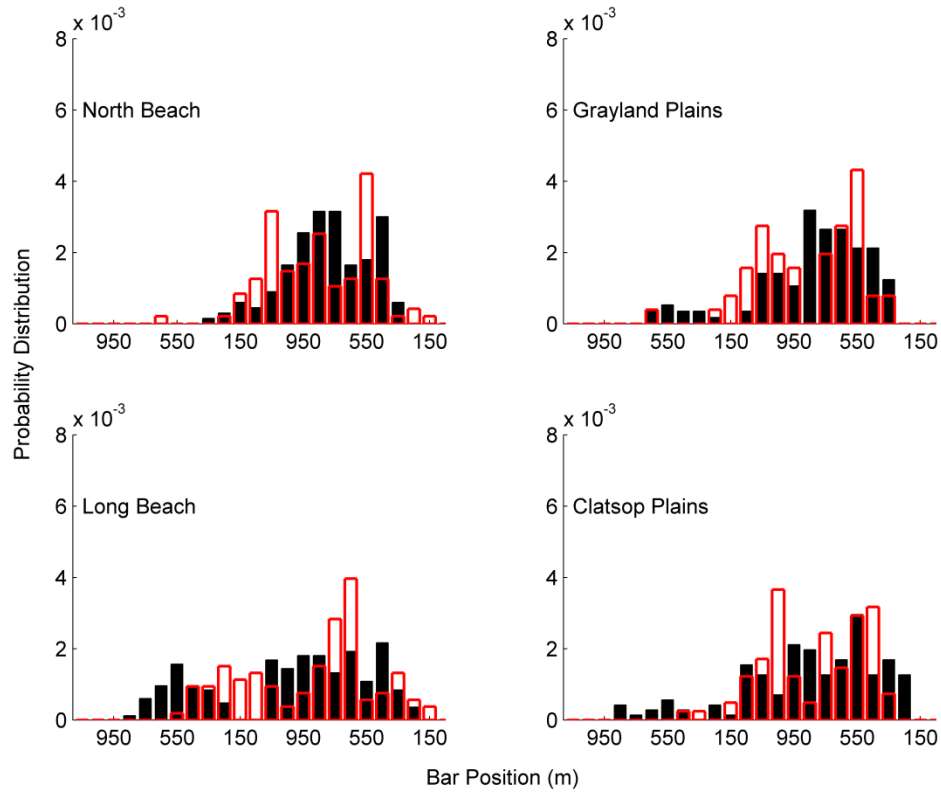 x 10-3
8
6
4
2
0
North Beach
950 550 150 950 550 150
x 10-3
8
6
4
2
0
Grayland Plains
950 550 150 950 550 150
Probability Distribution
x 10-3
8
6
4
2
0
Long Beach
950 550 150 950 550 150
x 10-3
8
6
4
2
0
Clatsop Plains
950 550 150 950 550 150
Bar Position (m)